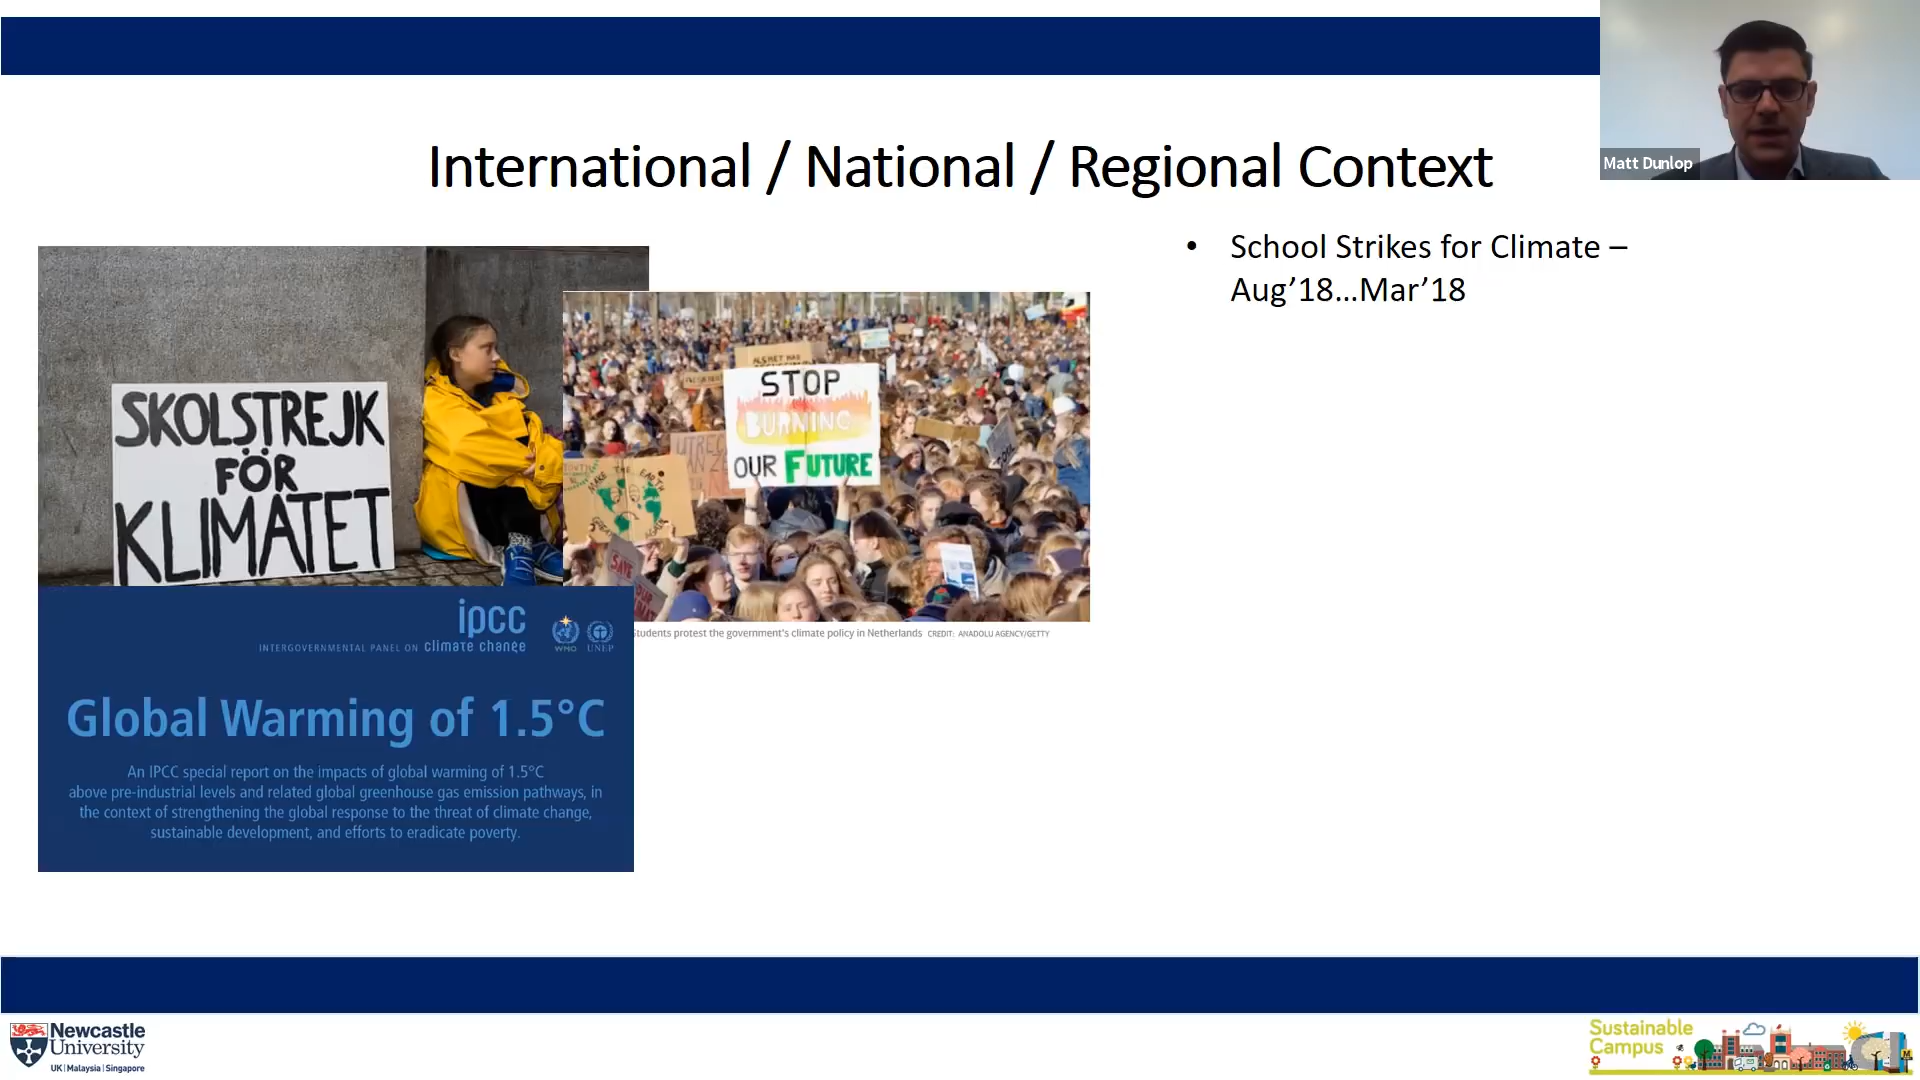 International / National / Regional Context
Matt Dunlop
• School Strikes for Climate –
Aug’18…Mar’18
SKOLSTREJK
FÖR
KLIMATET
STOP
BURNING
OUR FUTURE
MAKE THE EARTH
SAVE
ipcc
INTERGOVERNMENTAL PANEL ON climate change
WMO
UNEP
Students protest the government's climate policy in Netherlands CREDIT: ANADOLU AGENCY/GETTY
Global Warming of 1.5°C
An IPCC special report on the impacts of global warming of 1.5°C
above pre-industrial levels and related global greenhouse gas emission pathways, in
the context of strengthening the global response to the threat of climate change,
sustainable development, and efforts to eradicate poverty.
Newcastle
University
UK | Malaysia | Singapore
Sustainable
Campus